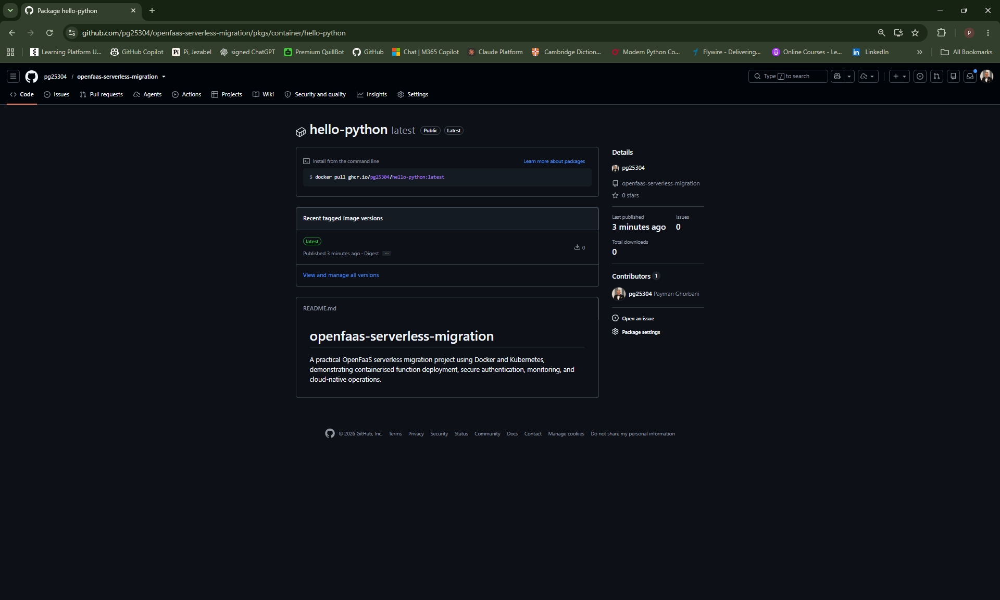 Package hello-python
github.com/pg25304/openfaas-serverless-migration/pkgs/container/hello-python
p
Learning Platform U...
GitHub Copilot
Pi, Jezabel
signed ChatGPT
Premium QuillBot
GitHub
Chat | M365 Copilot
Claude Platform
Cambridge Diction...
Modern Python Co...
Flywire - Delivering...
Online Courses - Le...
LinkedIn
All Bookmarks
pg25304 / openfaas-serverless-migration
Type / to search
Code
Issues
Pull requests
Agents
Actions
Projects
Wiki
Security and quality
Insights
Settings
hello-python latest Public Latest
Install from the command line
Learn more about packages
$ docker pull ghcr.io/pg25304/hello-python:latest
Recent tagged image versions
latest
Published 3 minutes ago · Digest ...
0
View and manage all versions
README.md
openfaas-serverless-migration
A practical OpenFaaS serverless migration project using Docker and Kubernetes,
demonstrating containerised function deployment, secure authentication, monitoring, and
cloud-native operations.
Details
pg25304
openfaas-serverless-migration
0 stars
Last published
3 minutes ago
Issues
0
Total downloads
0
Contributors 1
pg25304 Payman Ghorbani
Open an issue
Package settings
© 2026 GitHub, Inc.
Terms
Privacy
Security
Status
Community
Docs
Contact
Manage cookies
Do not share my personal information